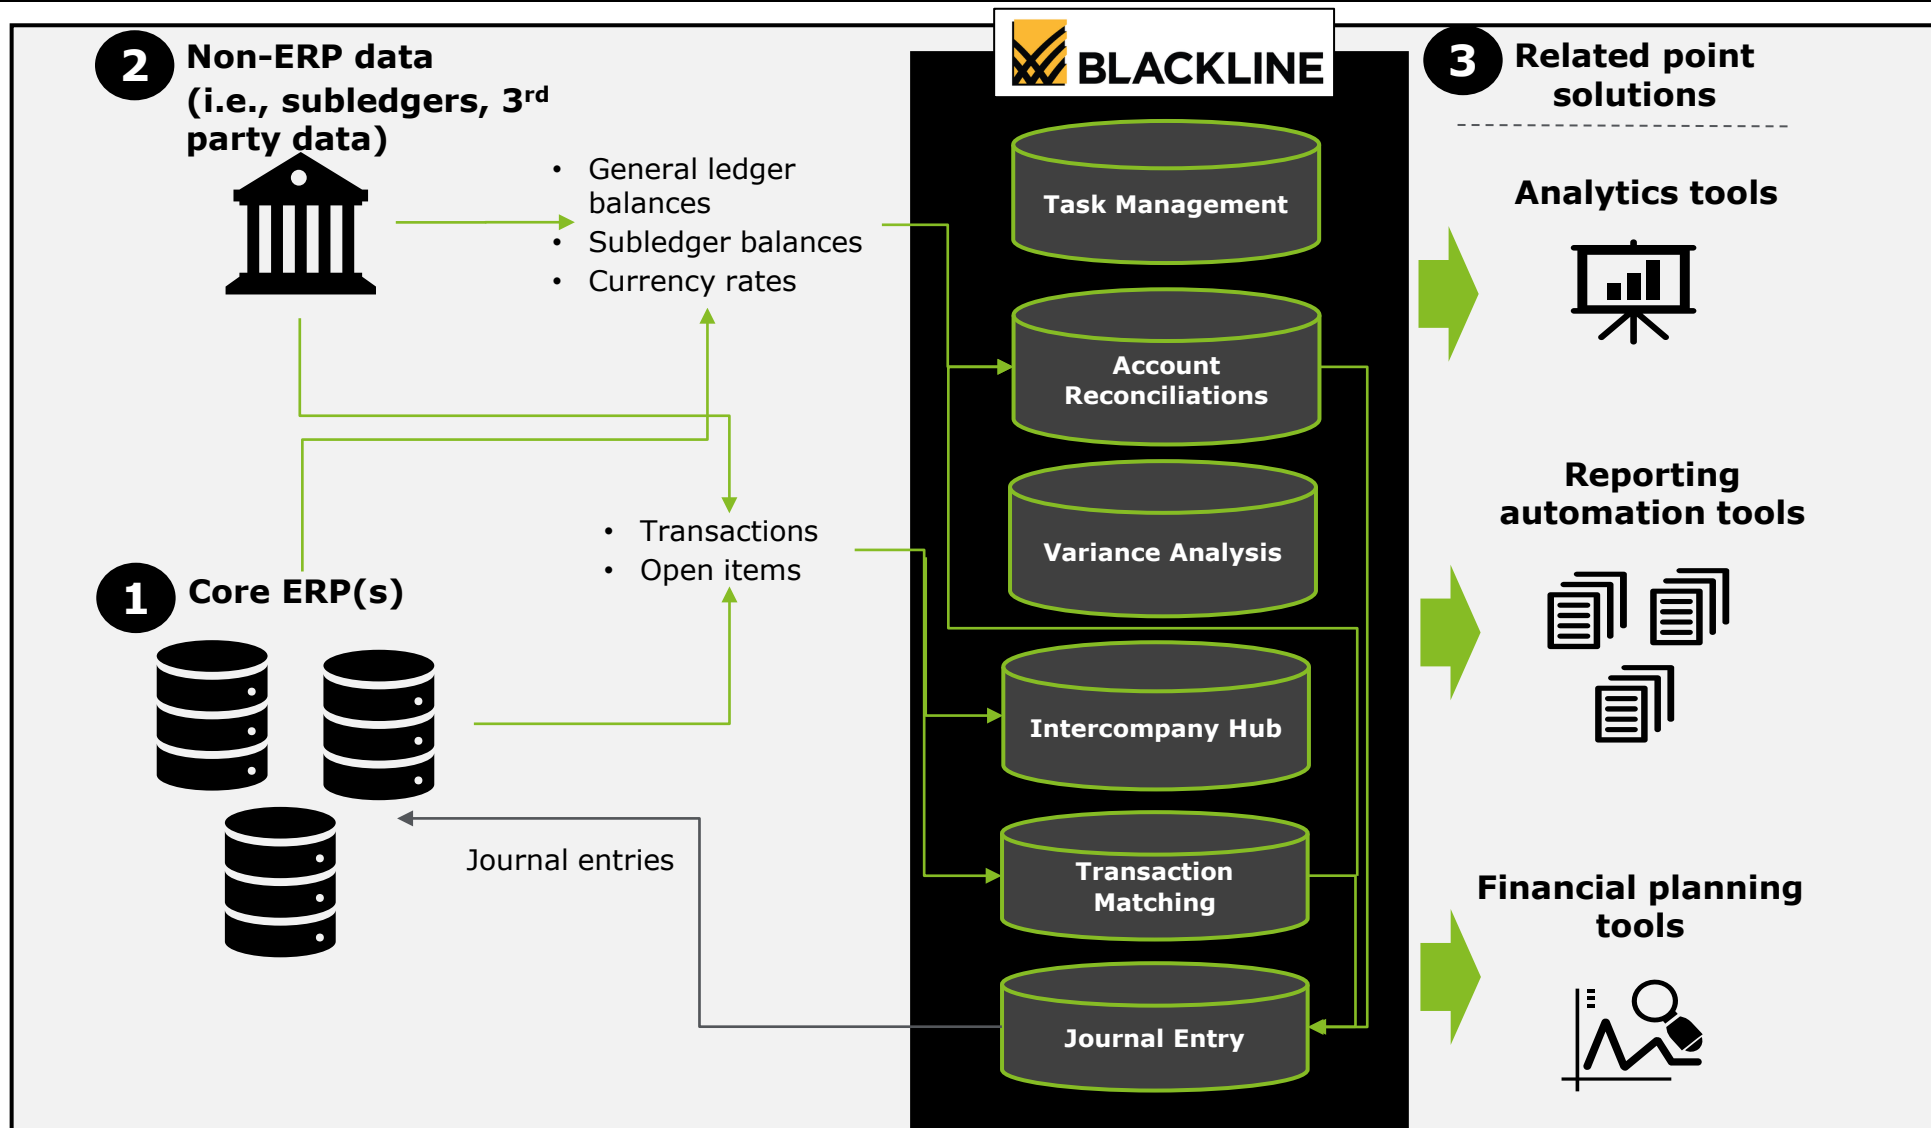 2
Non-ERP data
(i.e., subledgers, 3rd
party data)
• General ledger
balances
• Subledger balances
• Currency rates
• Transactions
• Open items
1
Core ERP(s)
Journal entries
BLACKLINE
Task Management
Account
Reconciliations
Variance Analysis
Intercompany Hub
Transaction
Matching
Journal Entry
3
Related point
solutions
Analytics tools
Reporting
automation tools
Financial planning
tools